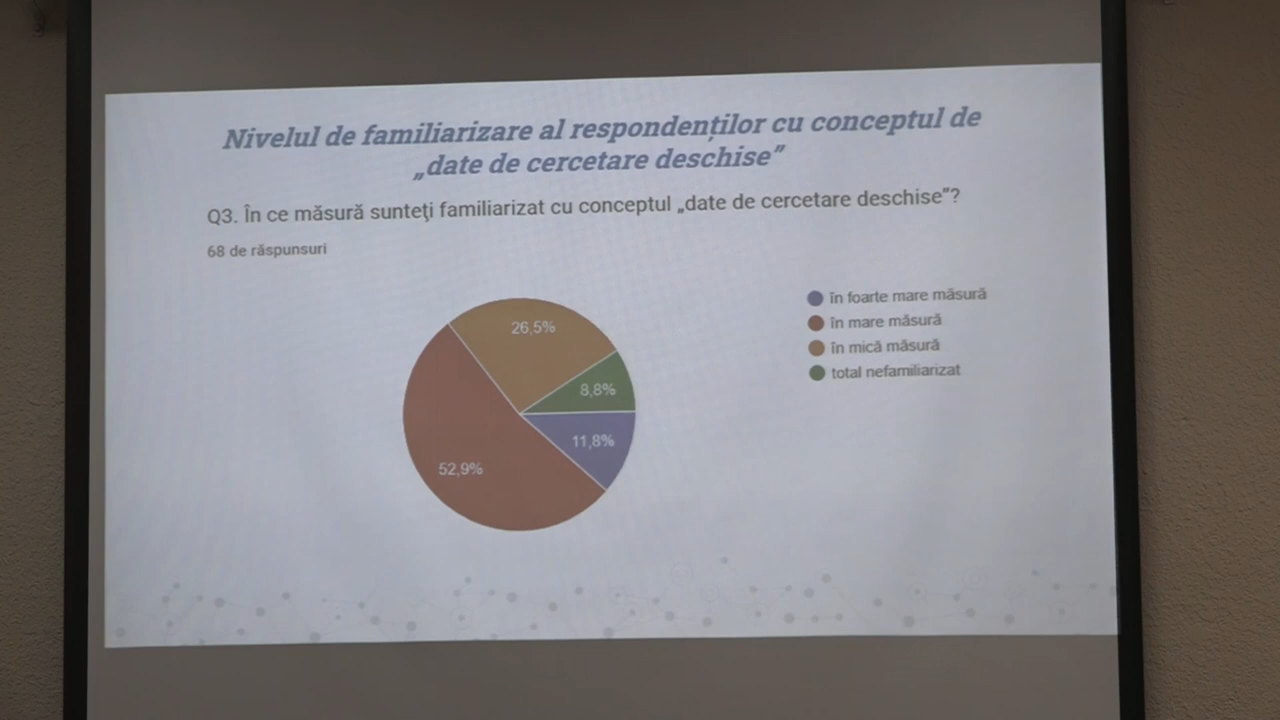 Nivelul de familiarizare al respondenților cu conceptul de
„date de cercetare deschise”
Q3. În ce măsură sunteţi familiarizat cu conceptul „date de cercetare deschise”?
68 de răspunsuri
în foarte mare măsură
în mare măsură
în mică măsură
total nefamiliarizat
26,5%
8,8%
11,8%
52,9%